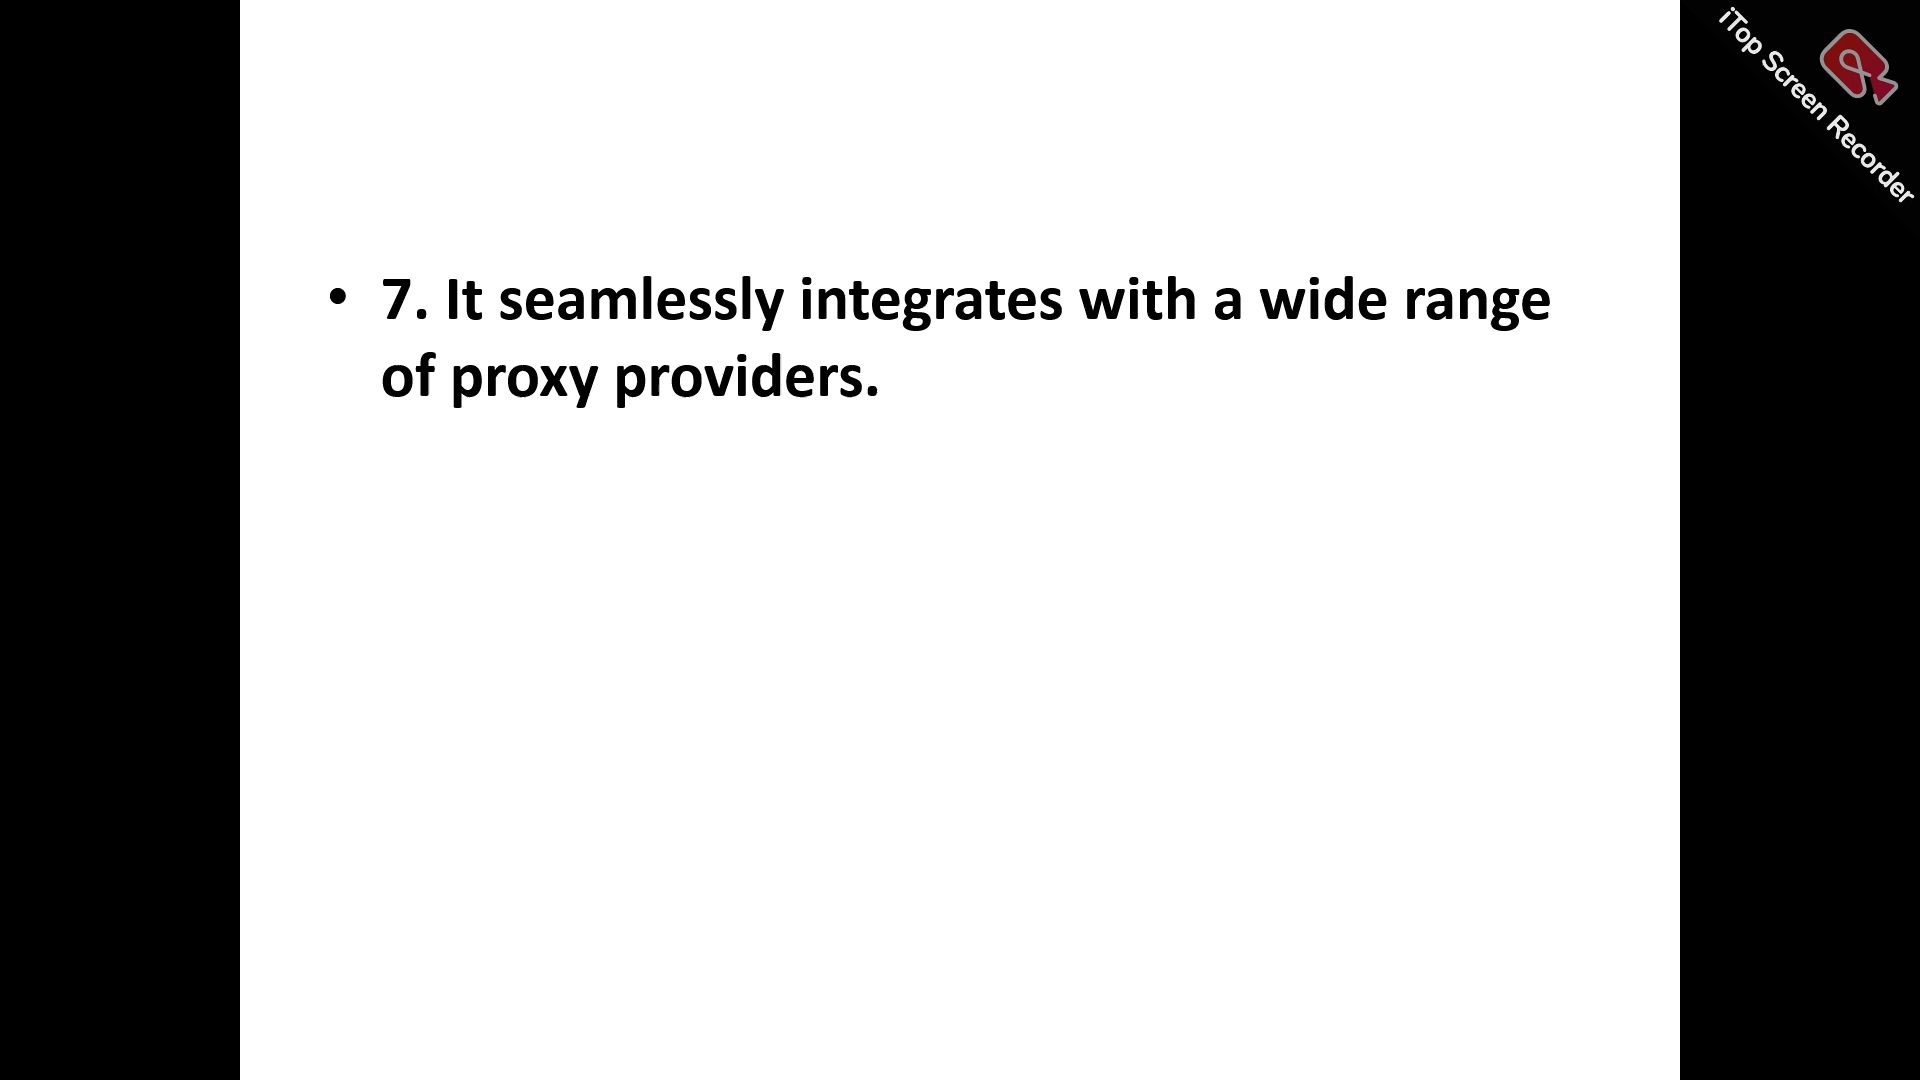 • 7. It seamlessly integrates with a wide range
of proxy providers.
iTop Screen Recorder